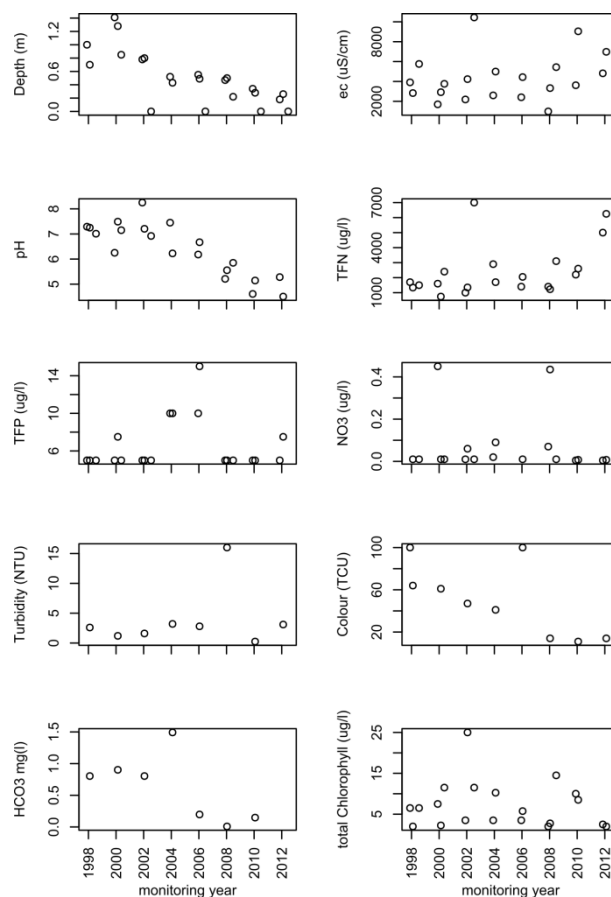 Depth (m)
0.0 0.6 1.2
ec (uS/cm)
2000 4000 8000
pH
5 6 7 8
TFN (ug/l)
1000 4000 7000
TFP (ug/l)
6 10 14
NO3 (ug/l)
0.0 0.2 0.4
Turbidity (NTU)
0 5 10 15
Colour (TCU)
20 60 100
HCO3 mg(l)
0.0 0.5 1.0 1.5
total Chlorophyll (ug/l)
5 15 25
1998 2000 2002 2004 2006 2008 2010 2012
1998 2000 2002 2004 2006 2008 2010 2012
monitoring year
monitoring year